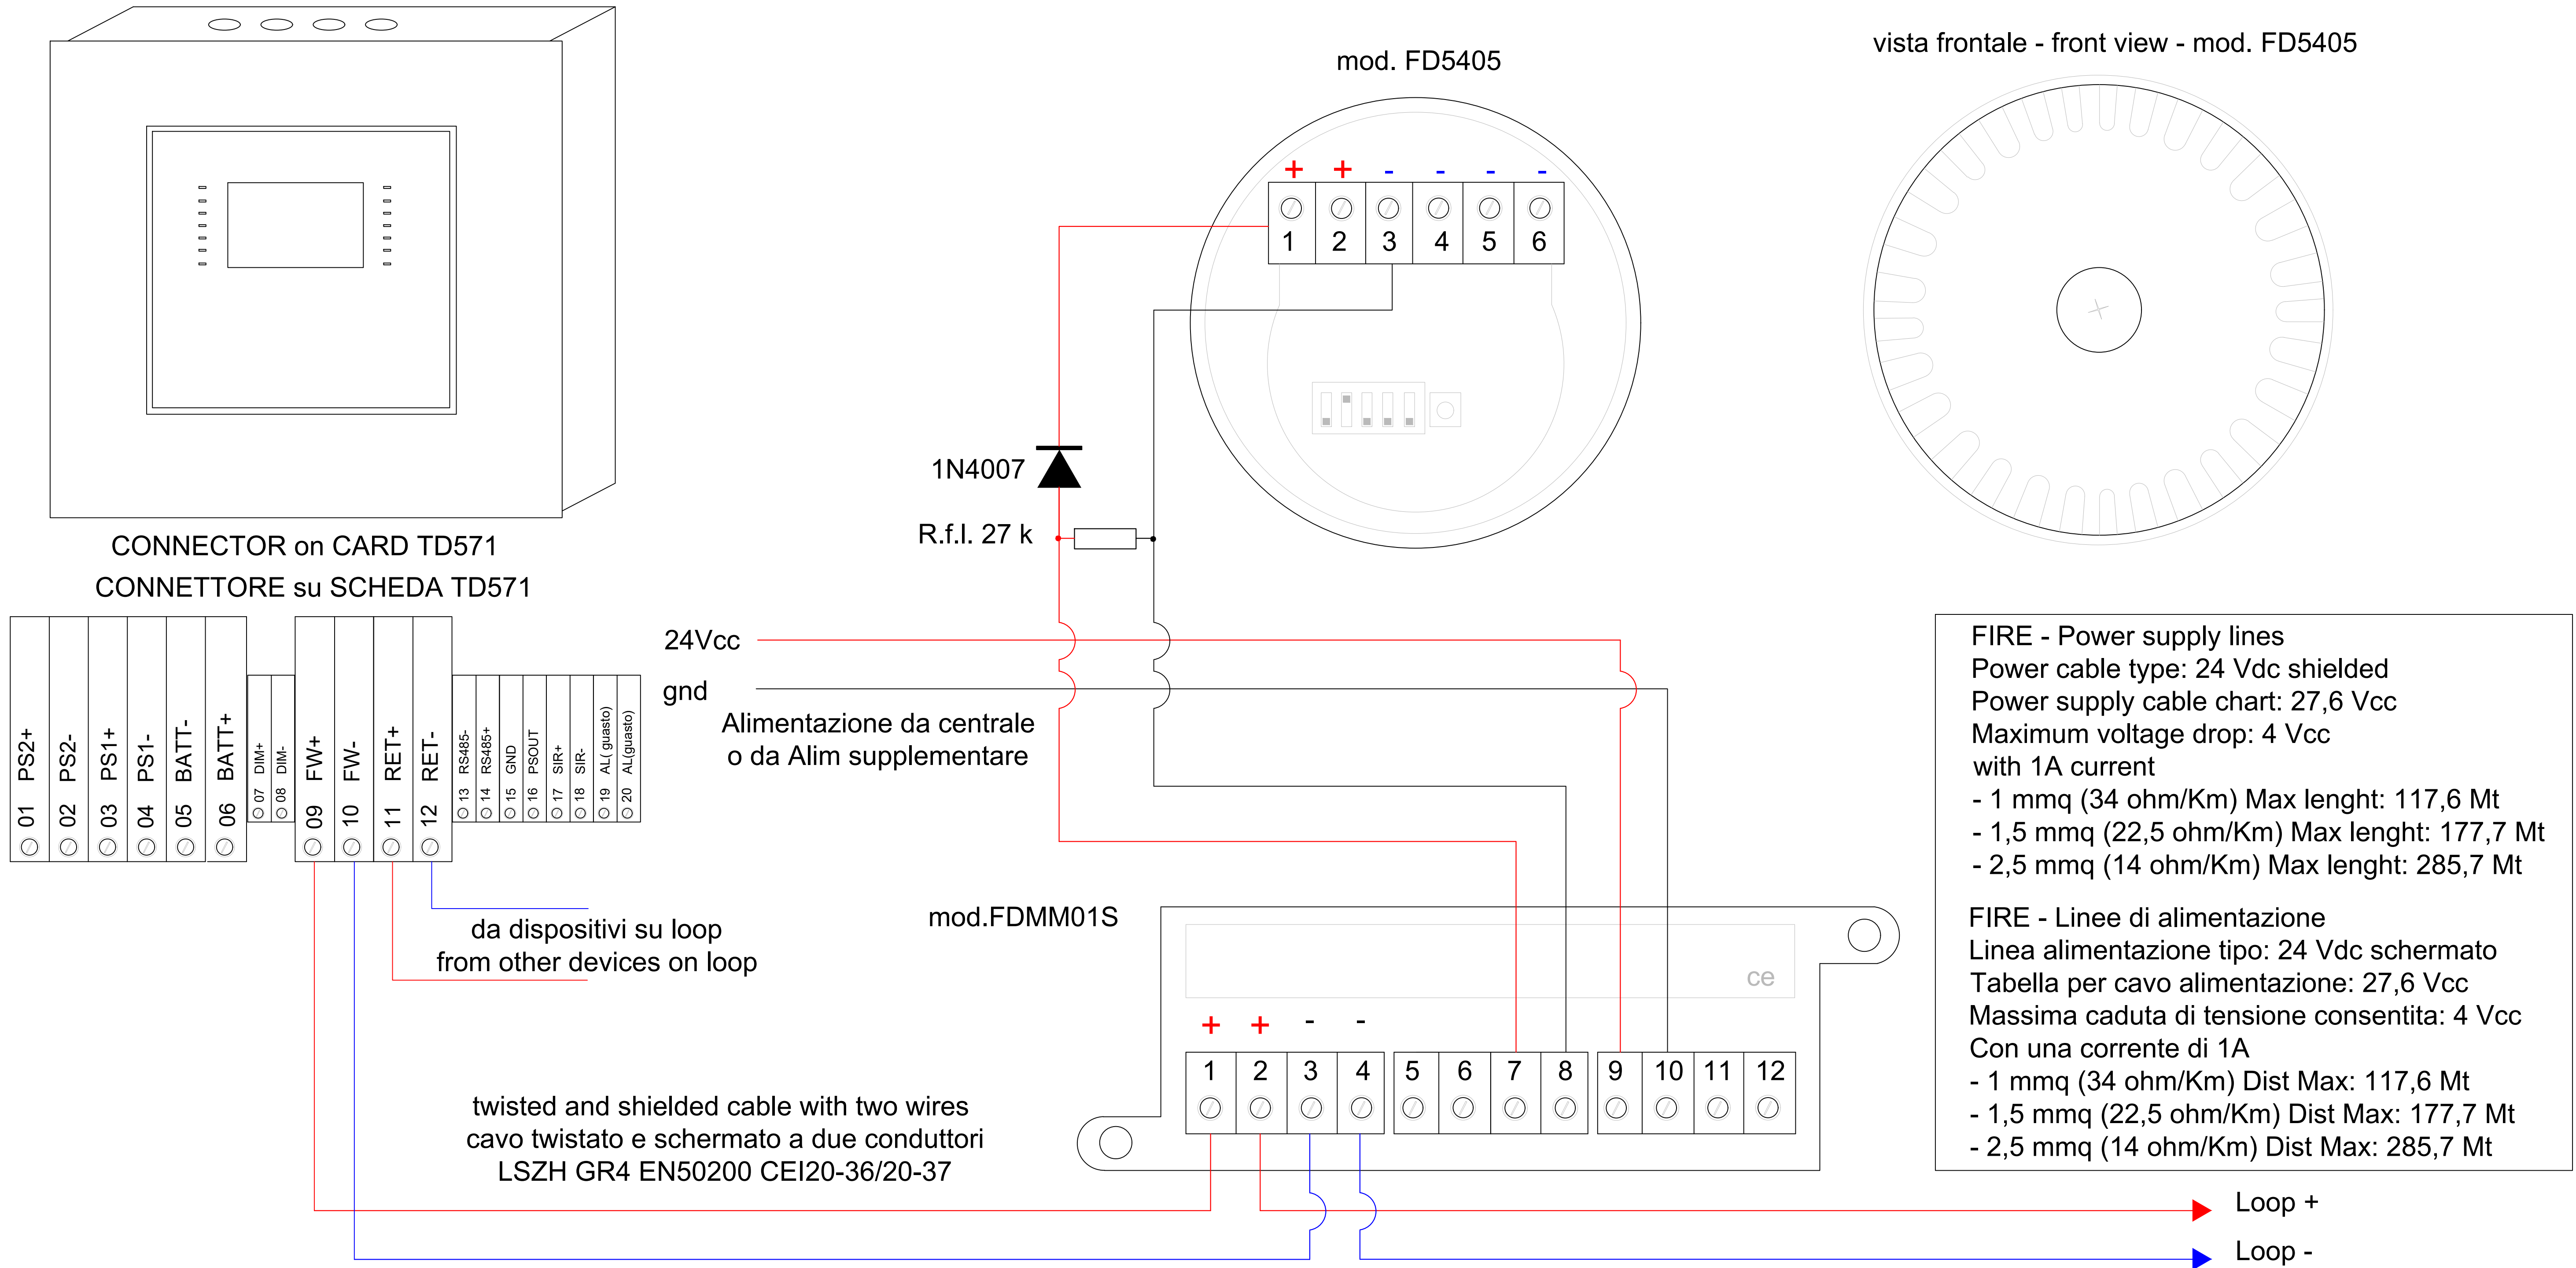 mod. FD5405
vista frontale - front view - mod. FD5405
+ + - - - -
1 2 3 4 5 6
1N4007
R.f.l. 27 k
CONNECTOR on CARD TD571
CONNETTORE su SCHEDA TD571
01 PS2+
02 PS2-
03 PS1+
04 PS1-
05 BATT-
06 BATT+
07 DIM+
08 DIM-
09 FW+
10 FW-
11 RET+
12 RET-
13 RS485-
14 RS485+
15 GND
16 PSOUT
17 SIR+
18 SIR-
19 AL( guasto)
20 AL(guasto)
24Vcc
gnd
Alimentazione da centrale
o da Alim supplementare
da dispositivi su loop
from other devices on loop
mod.FDMM01S
ce
+ + - -
1 2 3 4 5 6 7 8 9 10 11 12
twisted and shielded cable with two wires
cavo twistato e schermato a due conduttori
LSZH GR4 EN50200 CEI20-36/20-37
FIRE - Power supply lines
Power cable type: 24 Vdc shielded
Power supply cable chart: 27,6 Vcc
Maximum voltage drop: 4 Vcc
with 1A current
- 1 mmq (34 ohm/Km) Max lenght: 117,6 Mt
- 1,5 mmq (22,5 ohm/Km) Max lenght: 177,7 Mt
- 2,5 mmq (14 ohm/Km) Max lenght: 285,7 Mt
FIRE - Linee di alimentazione
Linea alimentazione tipo: 24 Vdc schermato
Tabella per cavo alimentazione: 27,6 Vcc
Massima caduta di tensione consentita: 4 Vcc
Con una corrente di 1A
- 1 mmq (34 ohm/Km) Dist Max: 117,6 Mt
- 1,5 mmq (22,5 ohm/Km) Dist Max: 177,7 Mt
- 2,5 mmq (14 ohm/Km) Dist Max: 285,7 Mt
Loop +
Loop -